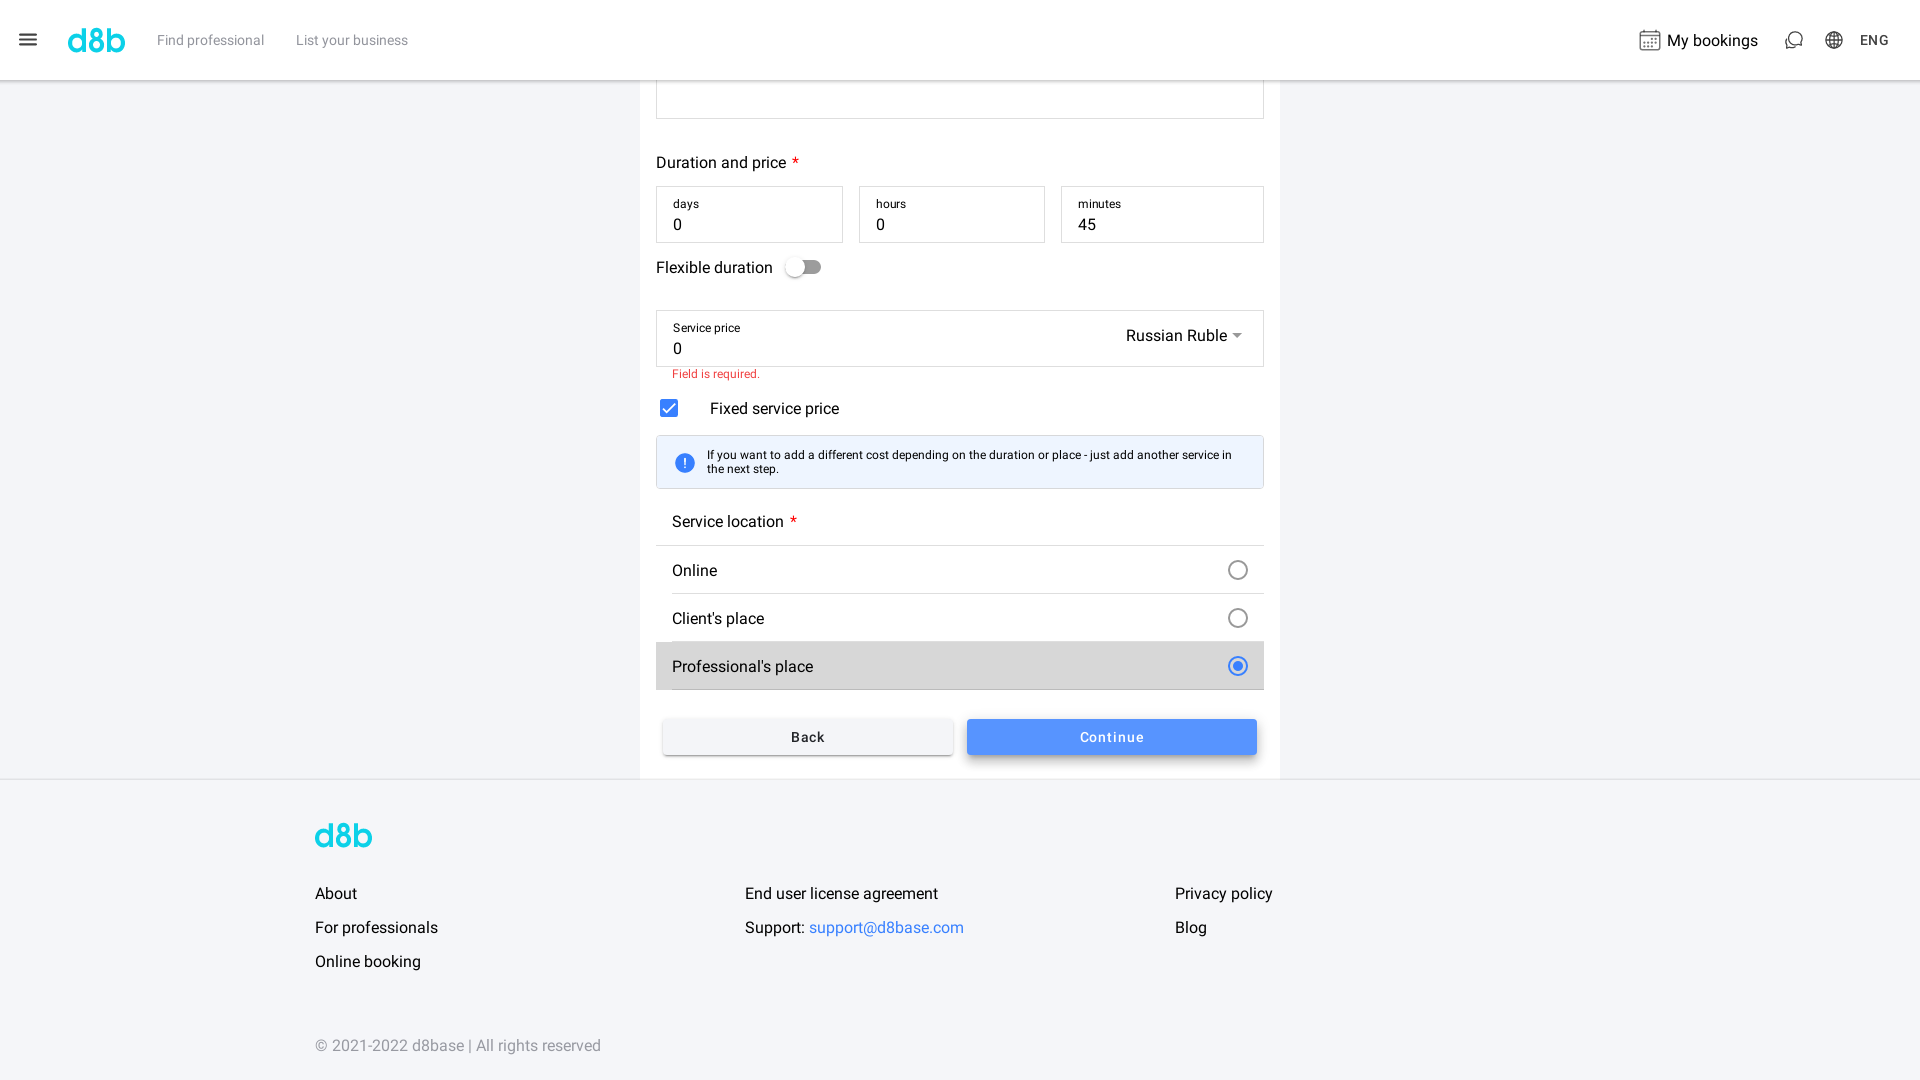 d8b
Find professional
List your business
My bookings
ENG
Duration and price *
days
0
hours
0
minutes
45
Flexible duration
Service price
0
Russian Ruble
Field is required.
Fixed service price
If you want to add a different cost depending on the duration or place - just add another service in
the next step.
Service location *
Online
Client's place
Professional's place
Back
Continue
d8b
About
For professionals
Online booking
End user license agreement
Support: support@d8base.com
Privacy policy
Blog
© 2021-2022 d8base | All rights reserved